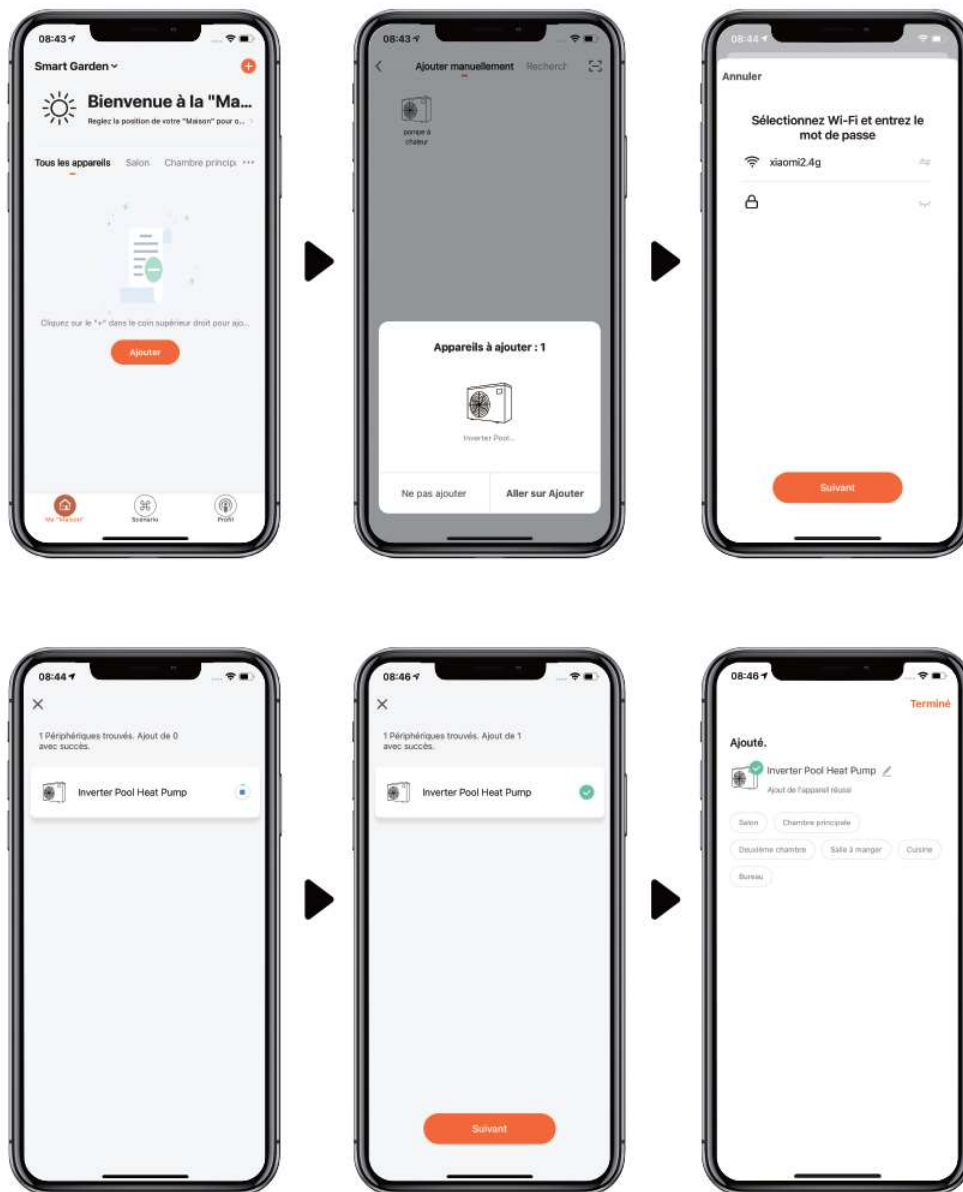 08:43
Smart Garden
Bienvenue à la "Ma...
Reglez la position de votre "Maison" pour o...
Tous les appareils Salon Chambre principa ...
Cliquez sur le "+" dans le coin supérieur droit pour ajo...
Ajouter
Ma "Maison" Scénario Profil
08:43
Ajouter manuellement Recherch
pompe à
chaleur
Appareils à ajouter : 1
Inverter Pool...
Ne pas ajouter Aller sur Ajouter
08:44
Annuler
Sélectionnez Wi-Fi et entrez le
mot de passe
xiaomi2.4g
Suivant
08:44
1 Périphériques trouvés. Ajout de 0
avec succès.
Inverter Pool Heat Pump
08:46
1 Périphériques trouvés. Ajout de 1
avec succès.
Inverter Pool Heat Pump
Suivant
08:46
Terminé
Ajouté.
Inverter Pool Heat Pump
Ajout de l'appareil réussi
Salon Chambre principale
Deuxième chambre Salle à manger Cuisine
Bureau